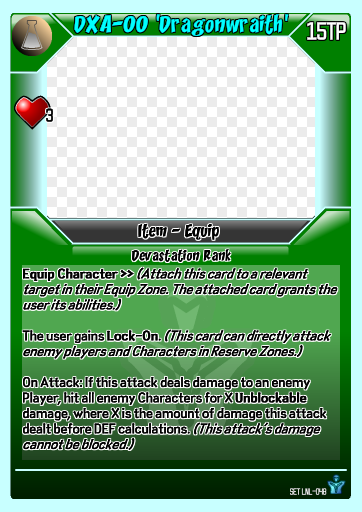 DXA-00 'Dragonwraith'
15TP
3
Item - Equip
Devastation Rank
Equip Character >> (Attach this card to a relevant
target in their Equip Zone. The attached card grants the
user its abilities.)
The user gains Lock-On. (This card can directly attack
enemy players and Characters in Reserve Zones.)
On Attack: If this attack deals damage to an enemy
Player, hit all enemy Characters for X Unblockable
damage, where X is the amount of damage this attack
dealt before DEF calculations. (This attack's damage
cannot be blocked.)
SET LNL-048